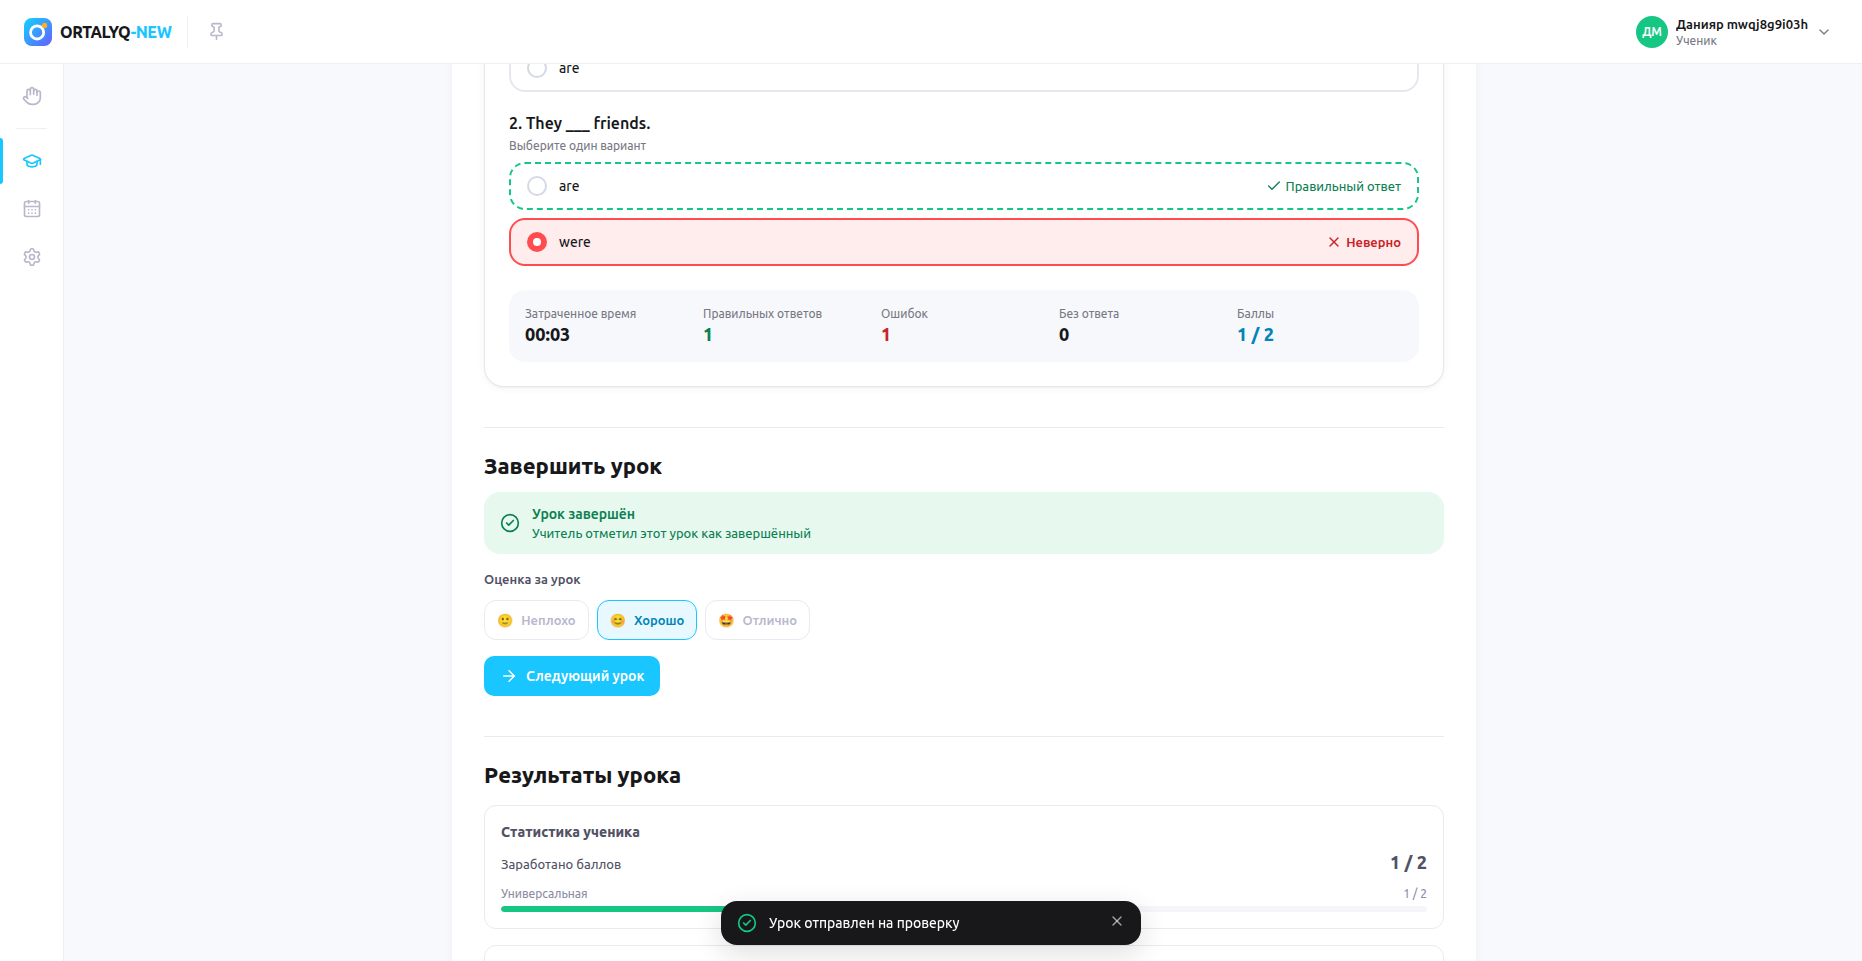 ORTALYQ-NEW
ДМ
Данияр mwqj8g9i03h
Ученик
are
2. They ___ friends.
Выберите один вариант
are
Правильный ответ
were
Неверно
Затраченное время
00:03
Правильных ответов
1
Ошибок
1
Без ответа
0
Баллы
1 / 2
Завершить урок
Урок завершён
Учитель отметил этот урок как завершённый
Оценка за урок
Неплохо
Хорошо
Отлично
Следующий урок
Результаты урока
Статистика ученика
Заработано баллов
1 / 2
Универсальная
1 / 2
Урок отправлен на проверку